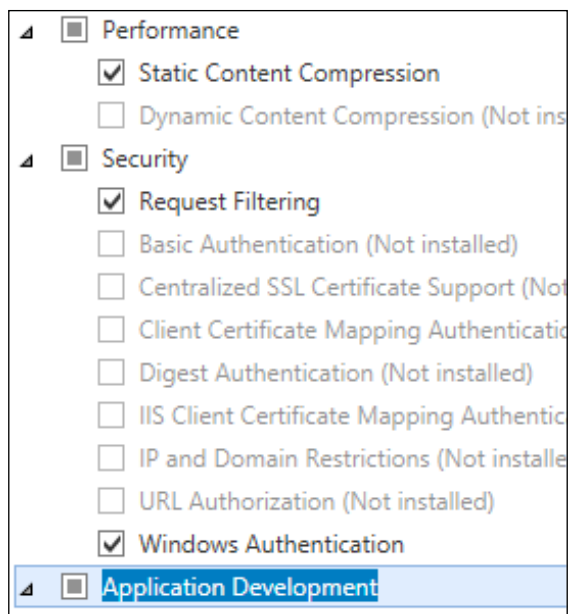 Performance
Static Content Compression
Dynamic Content Compression (Not ins
Security
Request Filtering
Basic Authentication (Not installed)
Centralized SSL Certificate Support (Not
Client Certificate Mapping Authenticatio
Digest Authentication (Not installed)
IIS Client Certificate Mapping Authentic
IP and Domain Restrictions (Not installe
URL Authorization (Not installed)
Windows Authentication
Application Development